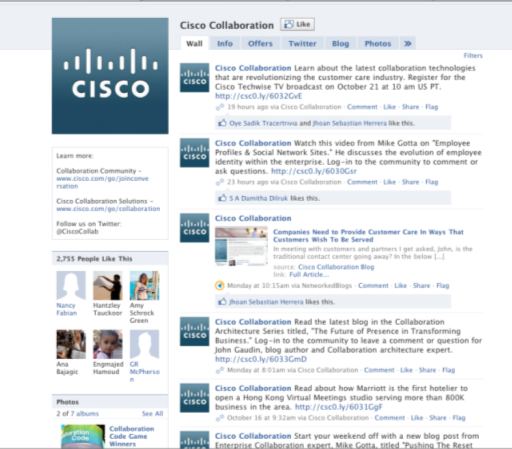 Cisco Collaboration Like
Wall Info Offers Twitter Blog Photos »
Filters
CISCO
Cisco Collaboration Learn about the latest collaboration technologies
that are revolutionizing the customer care industry. Register for the
Cisco Techwise TV broadcast on October 21 at 10 am US PT.
http://csc0.ly/6032GvE
19 hours ago via Cisco Collaboration · Comment · Like · Share · Flag
Oye Sadik Tracertnvia and Jhoan Sebastian Herrera like this.
Cisco Collaboration Watch this video from Mike Gotta on "Employee
Profiles & Social Network Sites." He discusses the evolution of employee
identity within the enterprise. Log-in to the community to comment or
ask questions. http://csc0.ly/6030Gsr
23 hours ago via Cisco Collaboration · Comment · Like · Share · Flag
S A Damitha Dilruk likes this.
Cisco Collaboration
Companies Need to Provide Customer Care In Ways That
Customers Wish To Be Served
In meeting with customers and partners I get asked, John, is the
traditional contact center going away? In the below [...]
source: Cisco Collaboration Blog
link: Full Article...
Monday at 10:15am via NetworkedBlogs · Comment · Like · Share · Flag
Jhoan Sebastian Herrera likes this.
Cisco Collaboration Read the latest blog in the Collaboration
Architecture Series titled, "The Future of Presence in Transforming
Business." Log-in to the community to leave a comment or question for
John Gaudin, blog author and Collaboration architecture expert.
http://csc0.ly/6033GmD
Monday at 8:01am via Cisco Collaboration · Comment · Like · Share · Flag
Cisco Collaboration Read about how Marriott is the first hotelier to
open a Hong Kong Virtual Meetings studio serving more than 800K
business in the area. http://csc0.ly/6031GgF
October 16 at 9:32am via Cisco Collaboration · Comment · Like · Share · Flag
Cisco Collaboration Start your weekend off with a new blog post from
Enterprise Collaboration expert, Mike Gotta, titled "Pushing The Reset
Learn more:
Collaboration Community –
www.cisco.com/go/joinconve
rsation
Cisco Collaboration Solutions –
www.cisco.com/go/collaboration
Follow us on Twitter:
@CiscoCollab
2,755 People Like This
Nancy
Fabian
Hantzley
Tauckoor
Amy
Schrock
Green
Ana
Bajagic
Engmajed
Hamoud
GR
McPherso
n
Photos
2 of 7 albums See All
Collaboration
Code Game
Winners